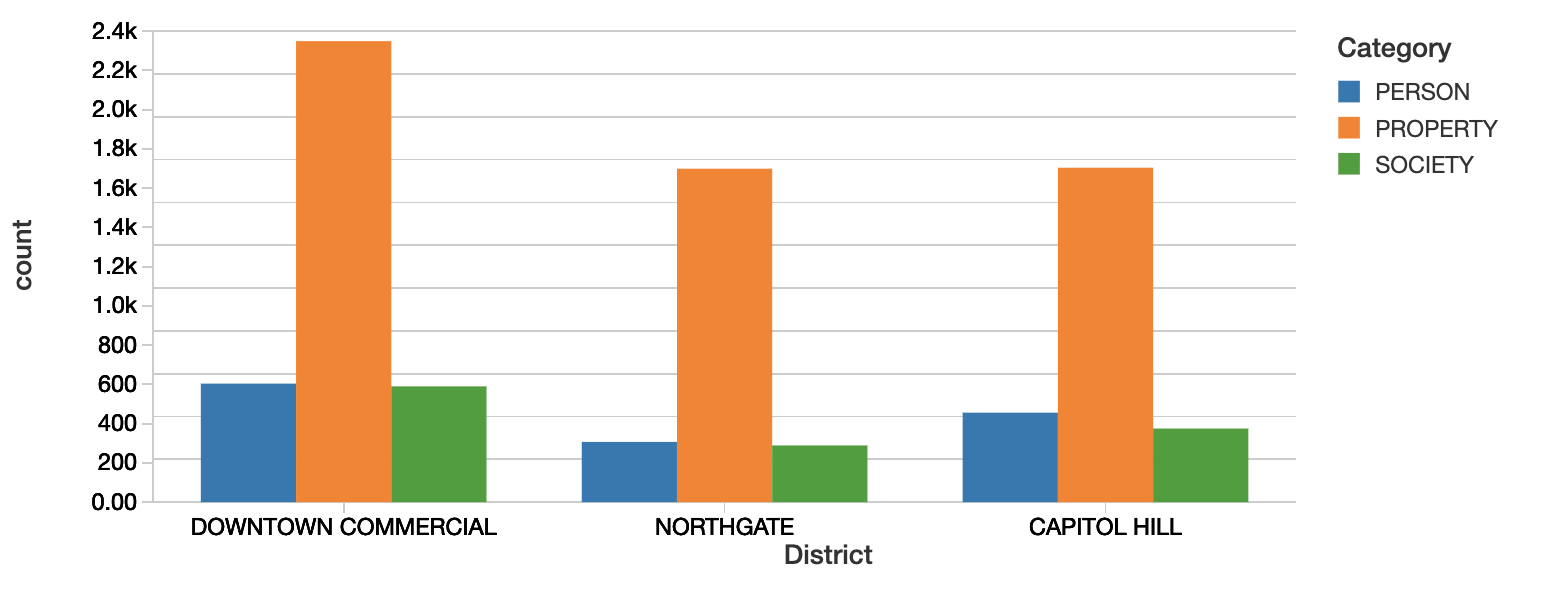 2.4k
2.2k
2.0k
1.8k
1.6k
1.4k
1.2k
1.0k
800
600
400
200
0.00
count
DOWNTOWN COMMERCIAL
NORTHGATE
CAPITOL HILL
District
Category
PERSON
PROPERTY
SOCIETY